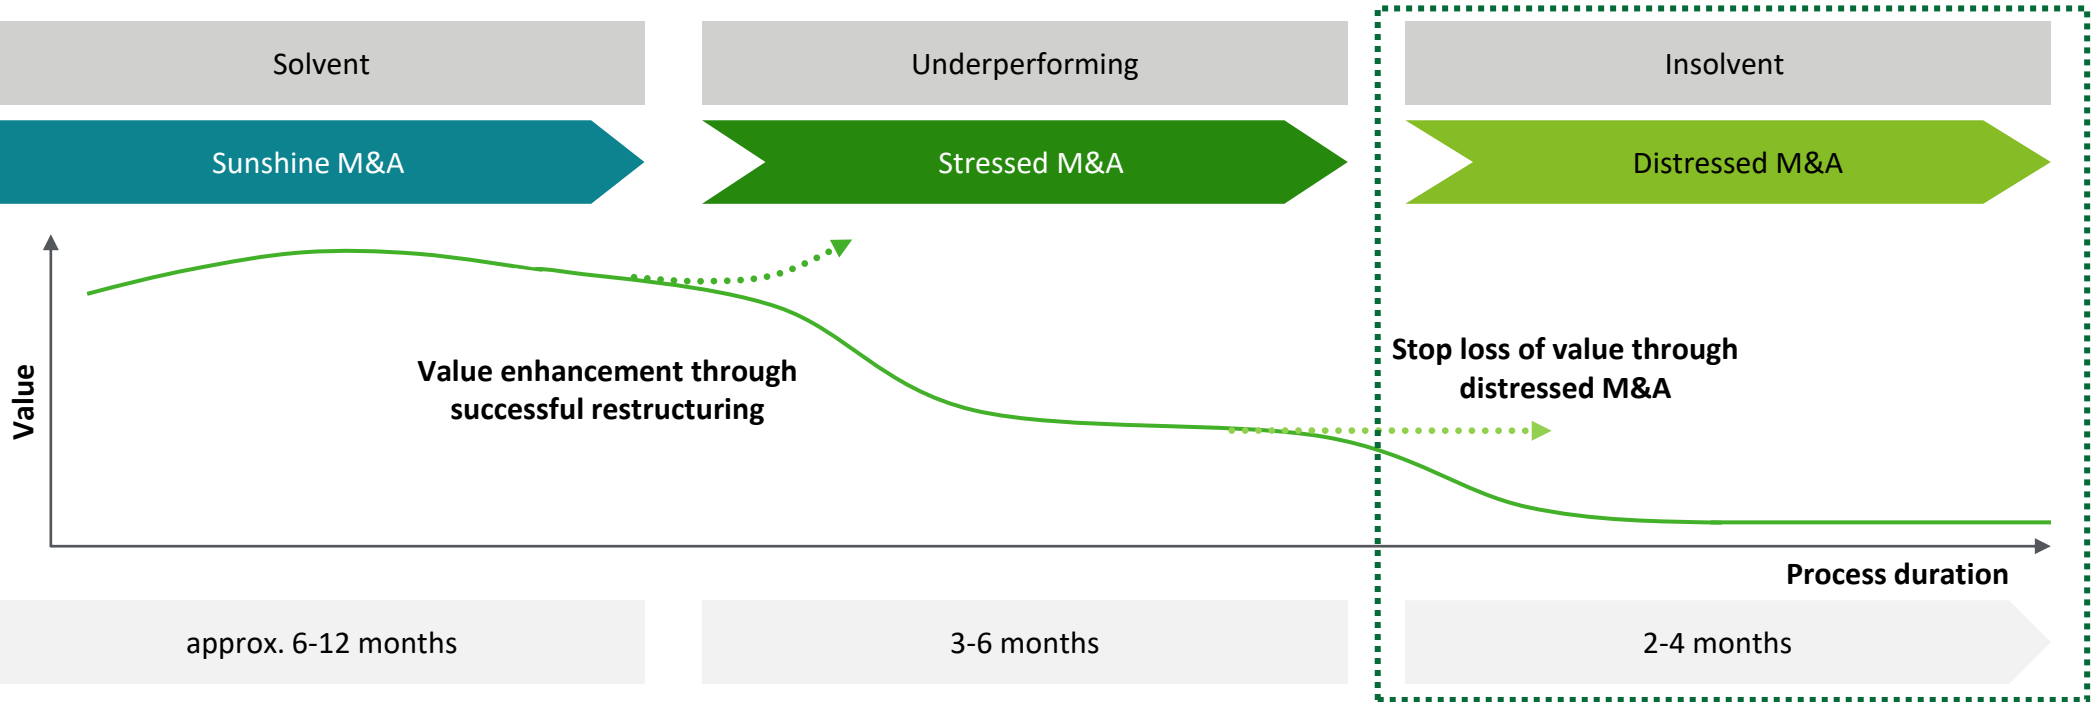 Solvent
Underperforming
Insolvent
Sunshine M&A
Stressed M&A
Distressed M&A
Value
Value enhancement through
successful restructuring
Stop loss of value through
distressed M&A
Process duration
approx. 6-12 months
3-6 months
2-4 months